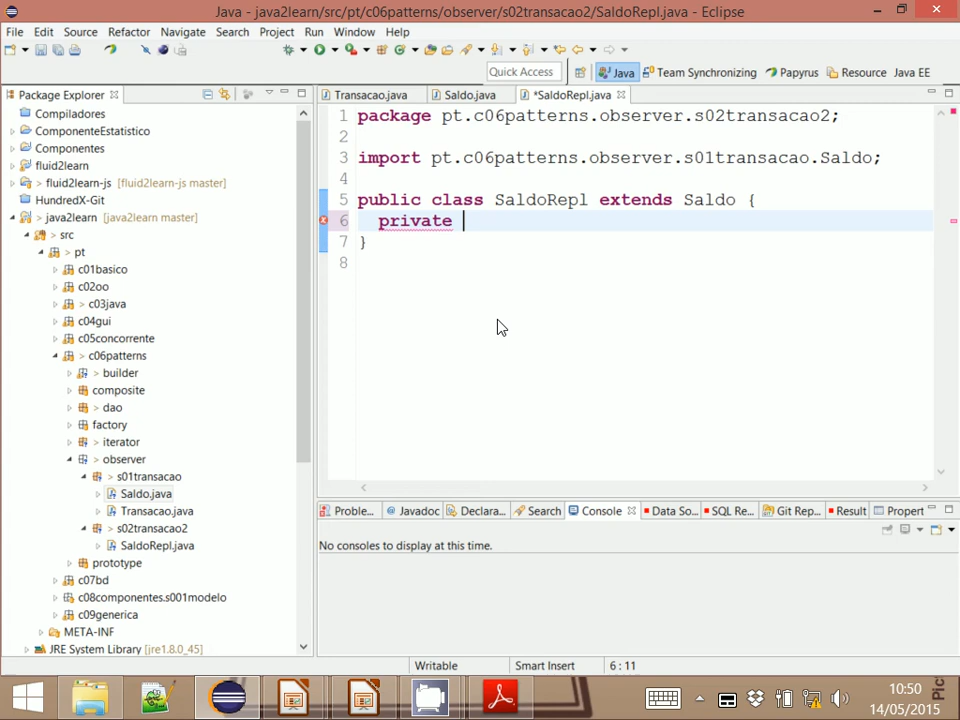 Java - java2learn/src/pt/c06patterns/observer/s02transacao2/SaldoRepl.java - Eclipse
File Edit Source Refactor Navigate Search Project Run Window Help
Quick Access Java Team Synchronizing Papyrus Resource Java EE
Package Explorer
Transacao.java Saldo.java *SaldoRepl.java
Compiladores
ComponenteEstatistico
Componentes
fluid2learn
> fluid2learn-js [fluid2learn-js master]
HundredX-Git
> java2learn [java2learn master]
> src
> pt
c01basico
c02oo
> c03java
c04gui
c05concorrente
> c06patterns
> builder
composite
> dao
factory
> iterator
> observer
> s01transacao
Saldo.java
Transacao.java
> s02transacao2
SaldoRepl.java
prototype
c07bd
c08componentes.s001modelo
c09generica
META-INF
JRE System Library [jre1.8.0_45]
1 package pt.c06patterns.observer.s02transacao2;
2
3 import pt.c06patterns.observer.s01transacao.Saldo;
4
5 public class SaldoRepl extends Saldo {
6 private
7 }
8
Proble... Javadoc Declara... Search Console Data So... SQL Re... Git Rep... Result Propert
No consoles to display at this time.
Writable Smart Insert 6 : 11
10:50
14/05/2015
Pic